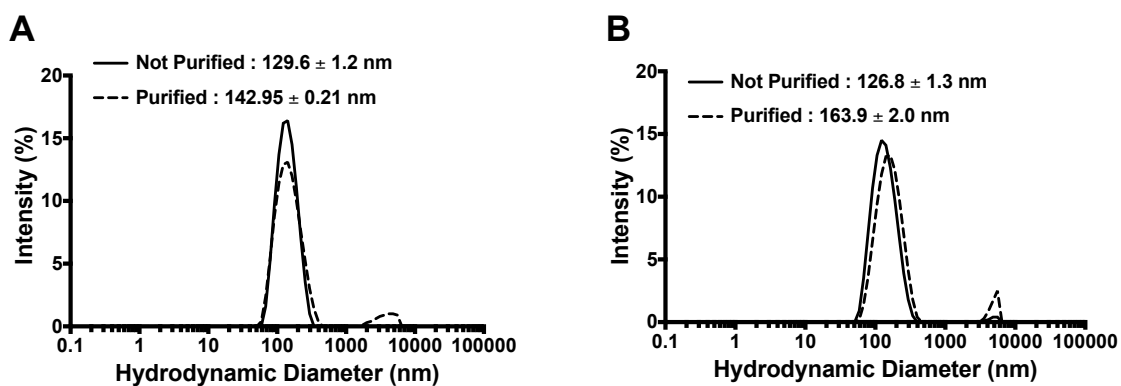 A
Not Purified : 129.6 ± 1.2 nm
Purified : 142.95 ± 0.21 nm
20
15
10
5
0
Intensity (%)
0.1 1 10 100 1000 10000 100000
Hydrodynamic Diameter (nm)
B
Not Purified : 126.8 ± 1.3 nm
Purified : 163.9 ± 2.0 nm
20
15
10
5
0
Intensity (%)
0.1 1 10 100 1000 10000 100000
Hydrodynamic Diameter (nm)